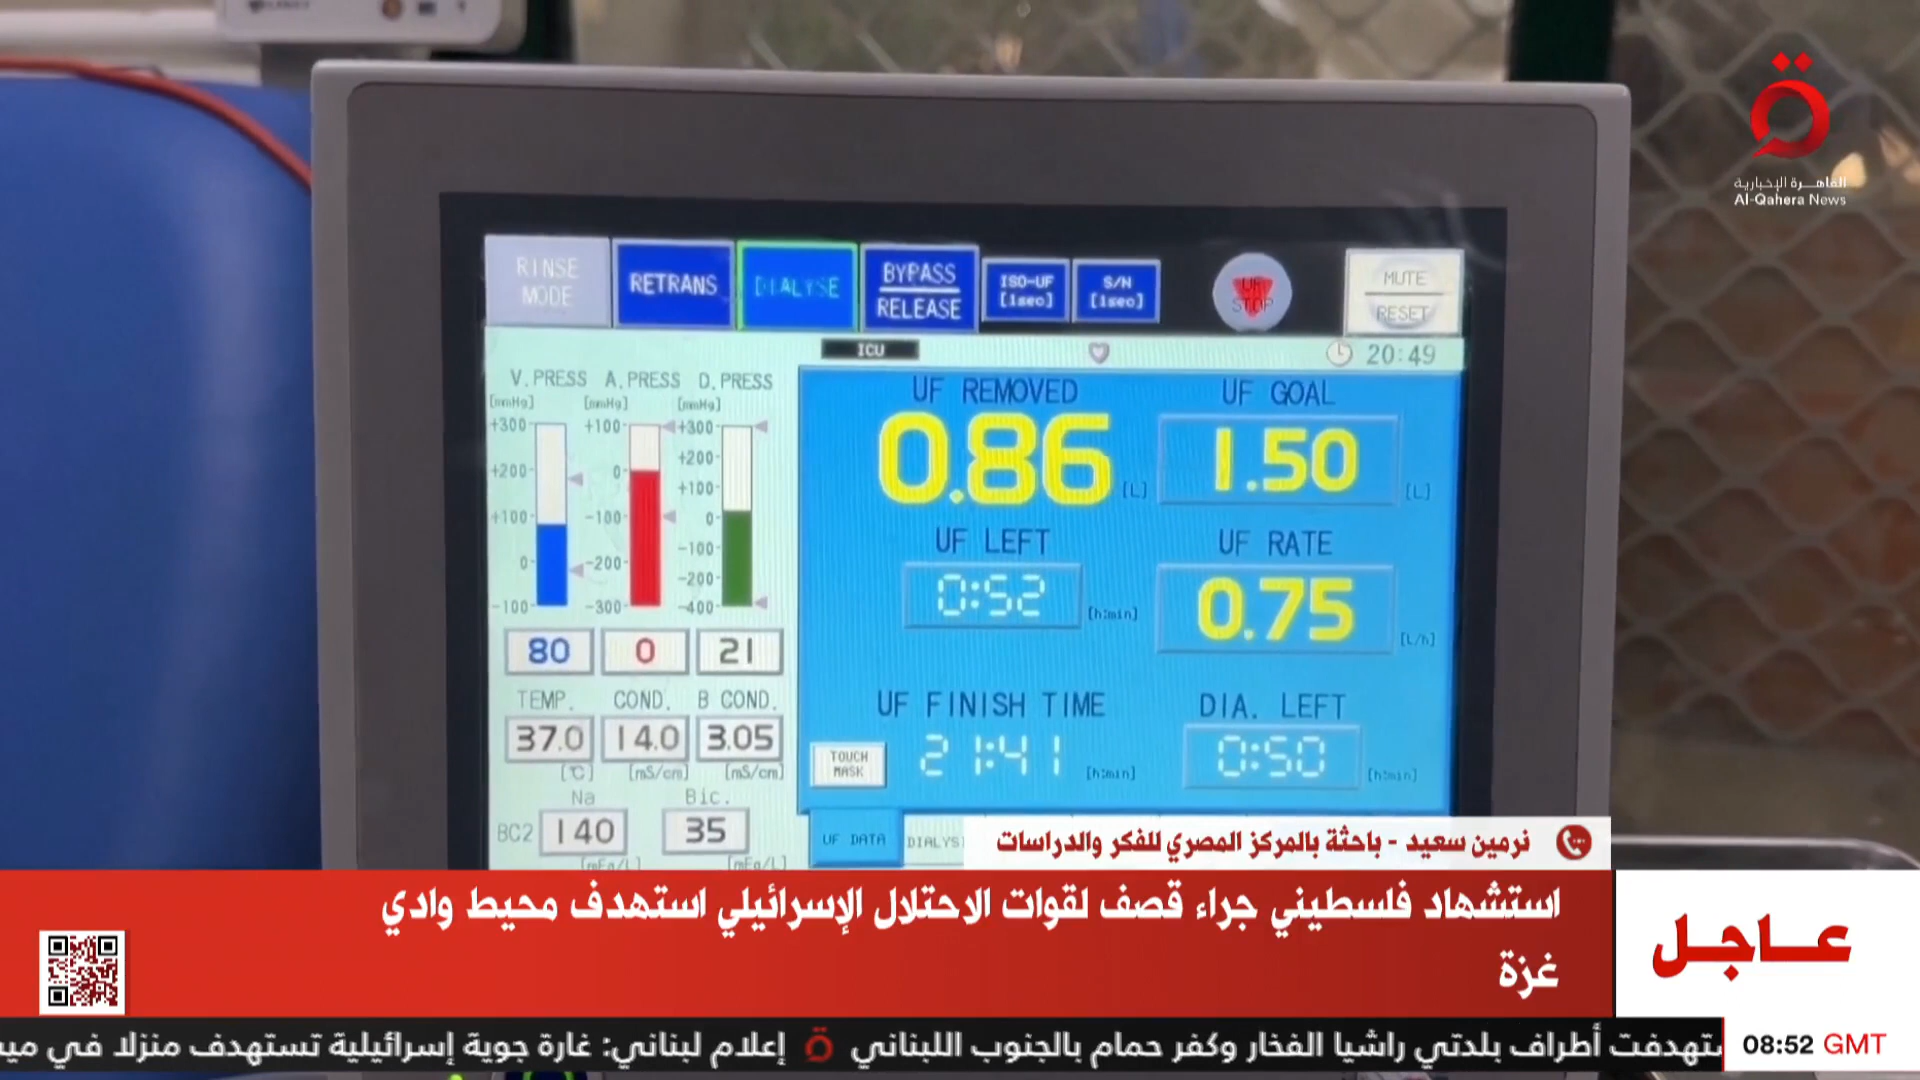 القاهرة الإخبارية
Al-Qahera News
RINSE MODE
RETRANS
DIALYSE
BYPASS
RELEASE
ISO-UF [1sec]
S/N [1sec]
UF STOP
MUTE
RESET
ICU
20:49
V.PRESS A.PRESS D.PRESS
[mmHg] [mmHg] [mmHg]
+300 +100 +300
+200 0 +200
+100
+100 -100 0
-100
0 -200
-200
-100 -300 -400
80 0 21
TEMP. COND. B COND.
37.0 14.0 3.05
[℃] [mS/cm] [mS/cm]
Na Bic.
BC2 140 35
[mEq/L] [mEq/L]
UF REMOVED UF GOAL
0.86 [L] 1.50 [L]
UF LEFT UF RATE
0:52 [h:min] 0.75 [L/h]
UF FINISH TIME DIA. LEFT
21:41 [h:min] 0:50 [h:min]
TOUCH MASK
UF DATA
نرمين سعيد - باحثة بالمركز المصري للفكر والدراسات
عاجل
استشهاد فلسطيني جراء قصف لقوات الاحتلال الإسرائيلي استهدف محيط وادي
غزة
أطراف بلدتي راشيا الفخار وكفر حمام بالجنوب اللبناني
إعلام لبناني: غارة جوية إسرائيلية تستهدف منزلا في
08:52 GMT